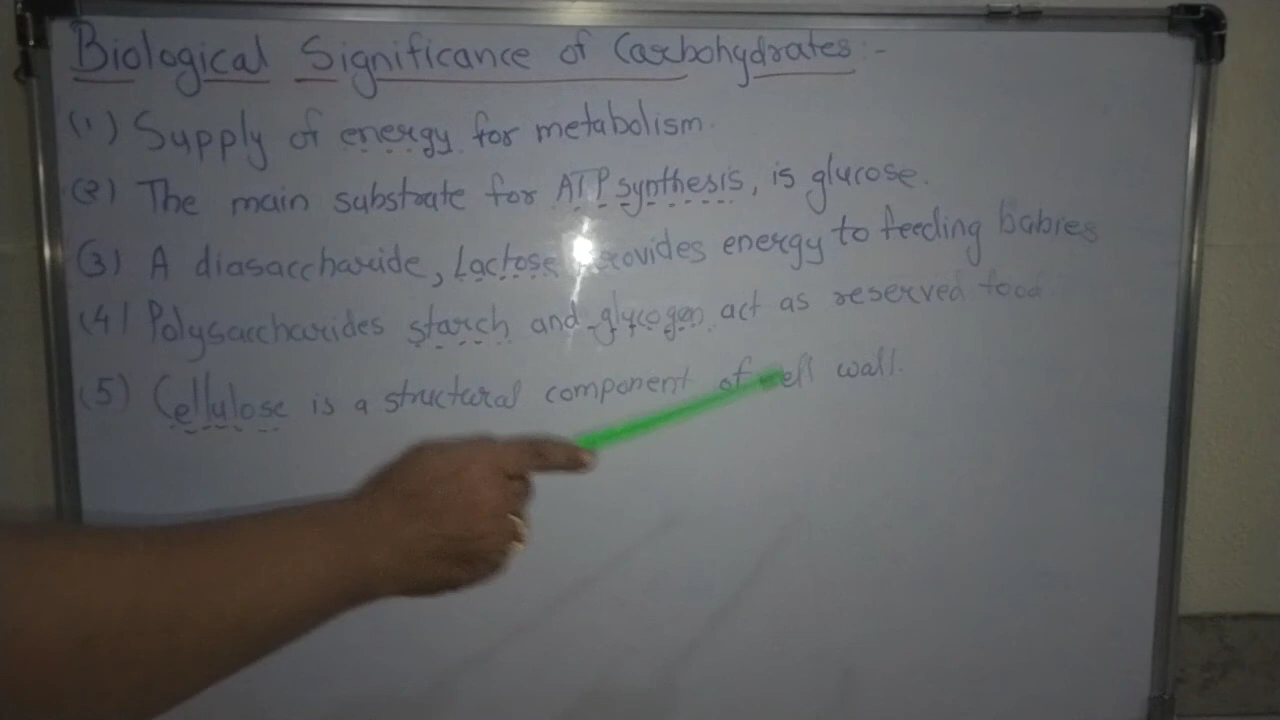 Biological Significance of Carbohydrates :-
(1) Supply of energy for metabolism.
(2) The main substrate for ATP synthesis, is glucose.
(3) A diasaccharide, Lactose provides energy to feeding babies
(4) Polysaccharides starch and glycogen act as reserved food
(5) Cellulose is a structural component of cell wall.